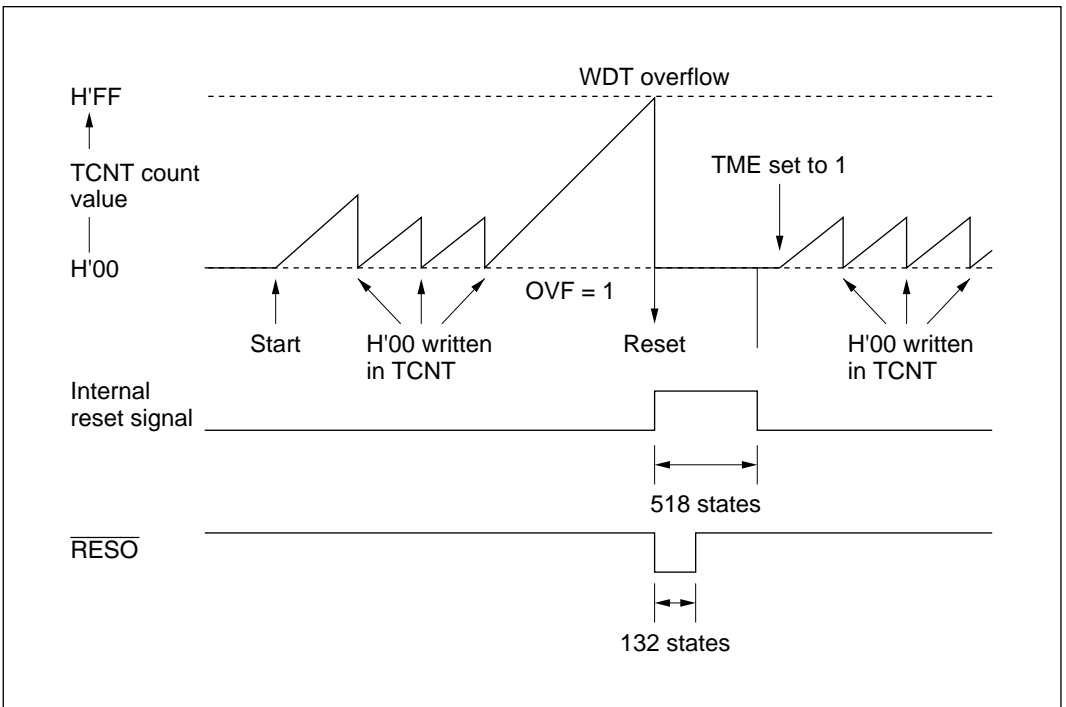 WDT overflow
H'FF
TCNT count
value
TME set to 1
H'00
OVF = 1
Start
H'00 written
in TCNT
Reset
H'00 written
in TCNT
Internal
reset signal
518 states
RESO
132 states